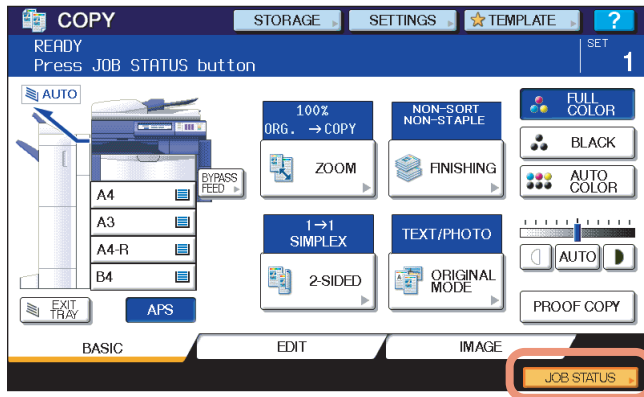 COPY
STORAGE
SETTINGS
TEMPLATE
?
READY
Press JOB STATUS button
SET
1
AUTO
100%
ORG. →COPY
ZOOM
NON-SORT
NON-STAPLE
FINISHING
FULL
COLOR
BLACK
AUTO
COLOR
BYPASS
FEED
A4
A3
A4-R
B4
1→1
SIMPLEX
2-SIDED
TEXT/PHOTO
ORIGINAL
MODE
AUTO
EXIT
TRAY
APS
PROOF COPY
BASIC
EDIT
IMAGE
JOB STATUS